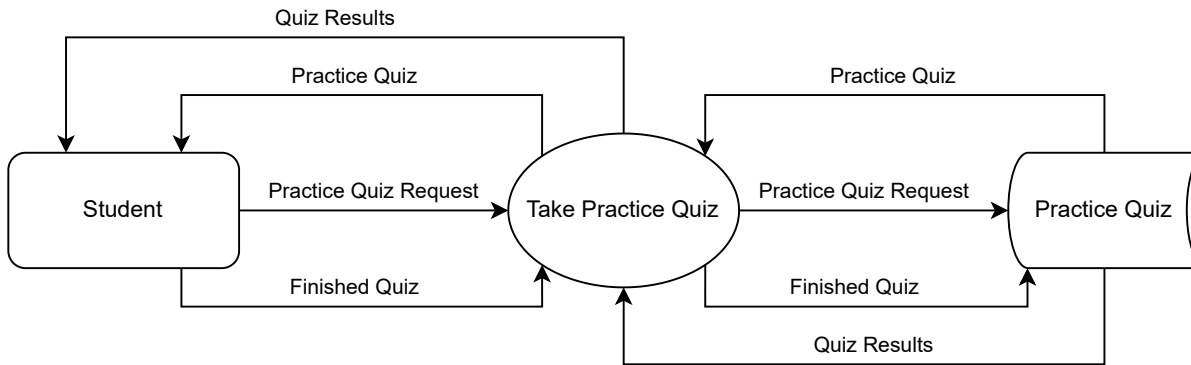 Quiz Results
Practice Quiz
Practice Quiz
Student
Practice Quiz Request
Take Practice Quiz
Practice Quiz Request
Practice Quiz
Finished Quiz
Finished Quiz
Quiz Results